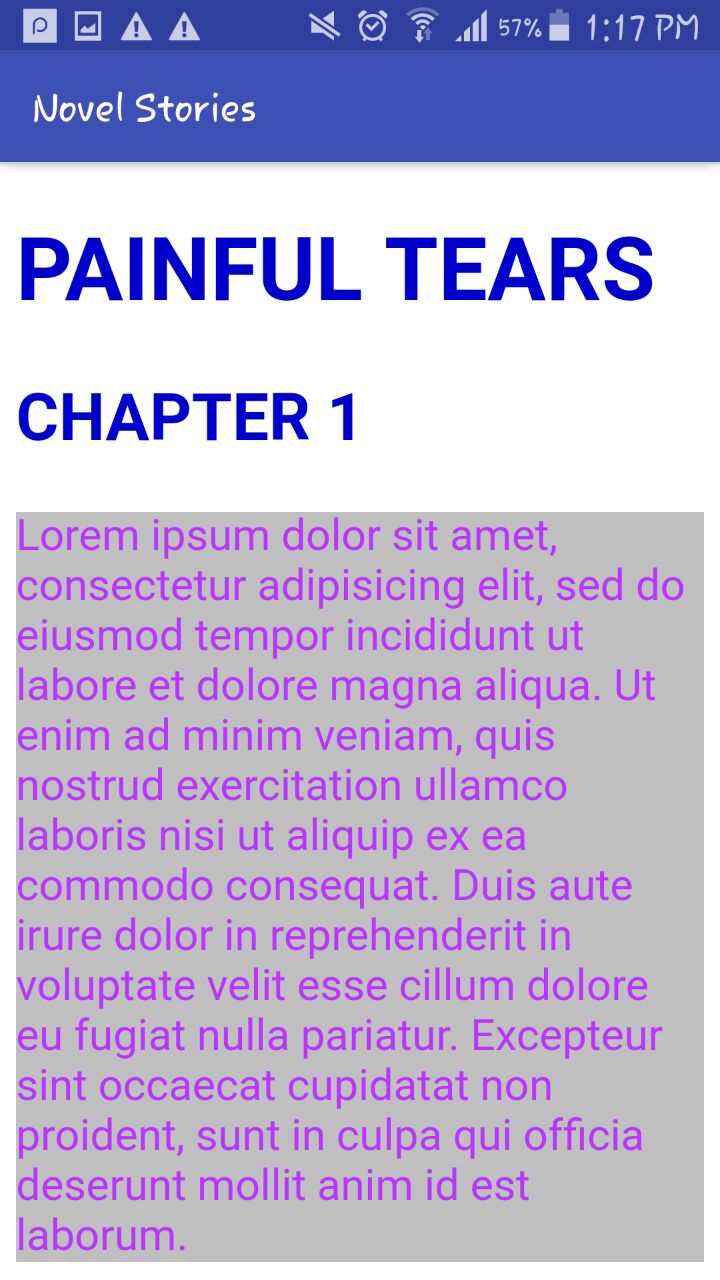 57% 1:17 PM
Novel Stories
PAINFUL TEARS
CHAPTER 1
Lorem ipsum dolor sit amet,
consectetur adipisicing elit, sed do
eiusmod tempor incididunt ut
labore et dolore magna aliqua. Ut
enim ad minim veniam, quis
nostrud exercitation ullamco
laboris nisi ut aliquip ex ea
commodo consequat. Duis aute
irure dolor in reprehenderit in
voluptate velit esse cillum dolore
eu fugiat nulla pariatur. Excepteur
sint occaecat cupidatat non
proident, sunt in culpa qui officia
deserunt mollit anim id est
laborum.